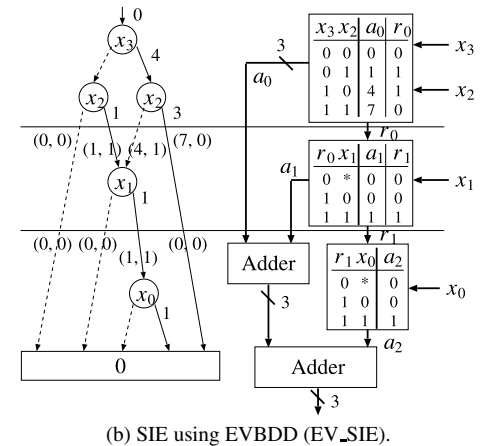 0
x3
4
x2 1 x2 3
(0, 0) (1, 1) (4, 1) (7, 0)
x1 1
(0, 0) (0, 0) (1, 1) (0, 0)
x0 1
0
x3 x2 a0 r0
0 0 0 0
0 1 1 1
1 0 4 1
1 1 7 0
x3
x2
3
a0
r0
r0 x1 a1 r1
0 * 0 0
1 0 0 0
1 1 0 1
x1
a1
r1
r1 x0 a2
0 * 0
1 0 0
1 1 1
x0
a2
Adder
3
Adder
3
(b) SIE using EVBDD (EV_SIE).